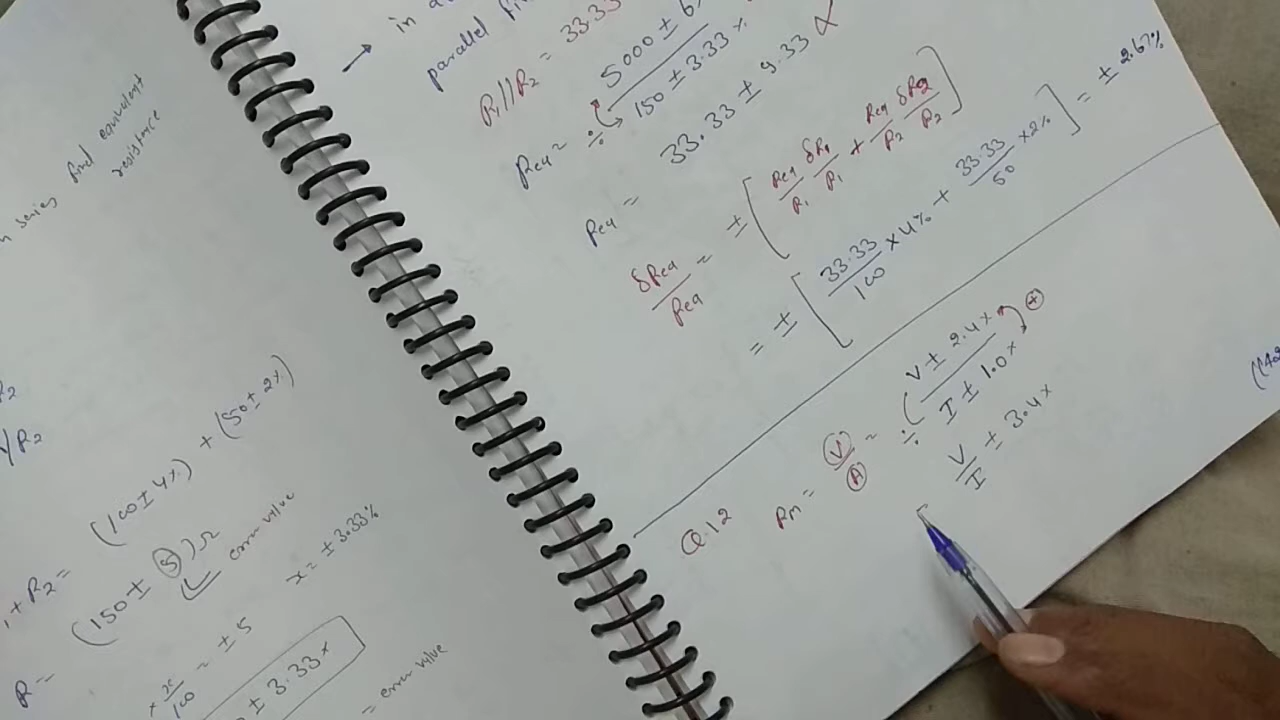 find equivalent
resistance
series
R2
(100 ± 4%) + (50 ± 2%)
+ R2 =
(150 ± 5) Ω
error value
R =
x/100 = ± 5
x = ± 3.33%
± 3.33%
= error value
→ in
parallel
R1//R2 = 33.33
Req = ÷ 5000 ± 6% / 150 ± 3.33%
Req = 33.33 ± 9.33 X
δReq/Req = ± [Req/R1 δR1/R1 + Req/R2 δR2/R2]
= ± [33.33/100 × 4% + 33.33/50 × 2%] = ± 2.67%
Q.12 Rm = V/A = ÷ (V ± 2.4% / I ± 1.0%) +
V/I ± 3.4%